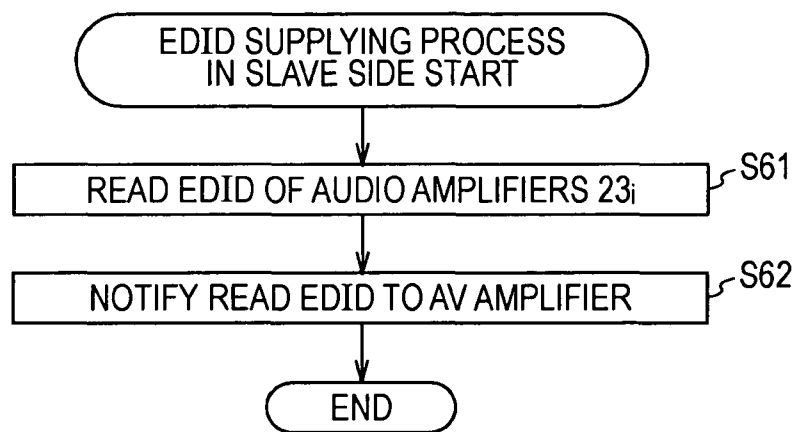 EDID SUPPLYING PROCESS
IN SLAVE SIDE START
READ EDID OF AUDIO AMPLIFIERS 23i
S61
NOTIFY READ EDID TO AV AMPLIFIER
S62
END